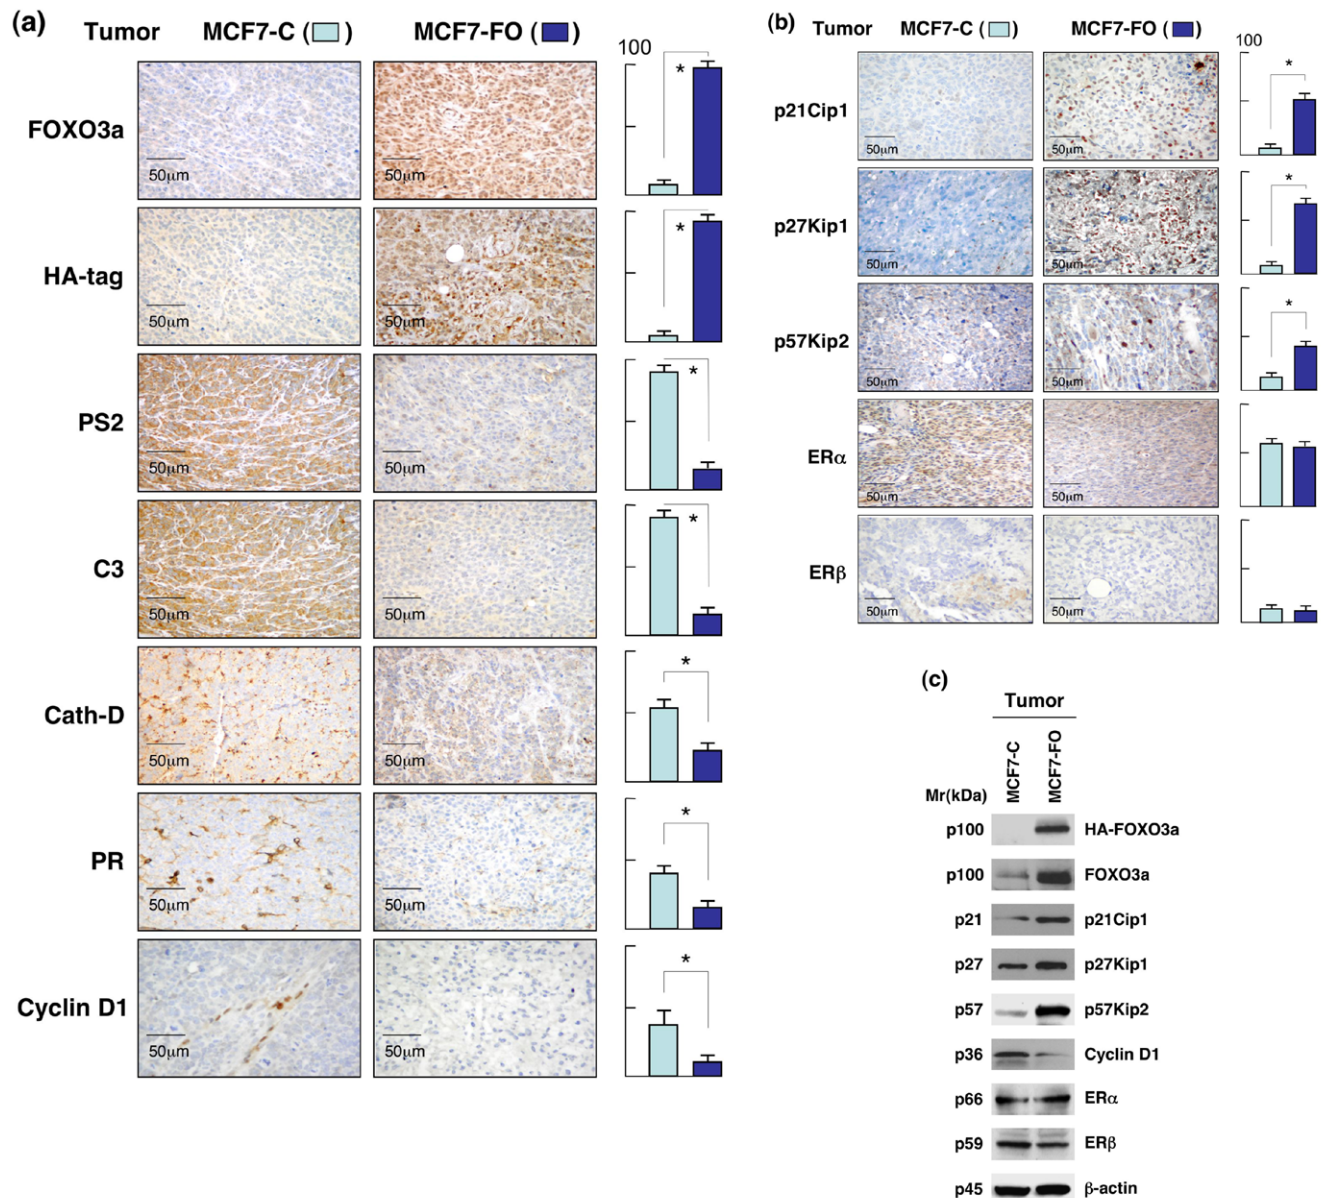 (a)
Tumor MCF7-C ( ) MCF7-FO ( )
100
FOXO3a
50μm 50μm
*
HA-tag
50μm 50μm
*
PS2
50μm 50μm
*
C3
50μm 50μm
*
Cath-D
50μm 50μm
*
PR
50μm 50μm
*
Cyclin D1
50μm 50μm
*
(b)
Tumor MCF7-C ( ) MCF7-FO ( )
100
p21Cip1
50μm 50μm
*
p27Kip1
50μm 50μm
*
p57Kip2
50μm 50μm
*
ERα
50μm 50μm
ERβ
50μm 50μm
(c)
Tumor
Mr(kDa) MCF7-C MCF7-FO
p100 HA-FOXO3a
p100 FOXO3a
p21 p21Cip1
p27 p27Kip1
p57 p57Kip2
p36 Cyclin D1
p66 ERα
p59 ERβ
p45 β-actin